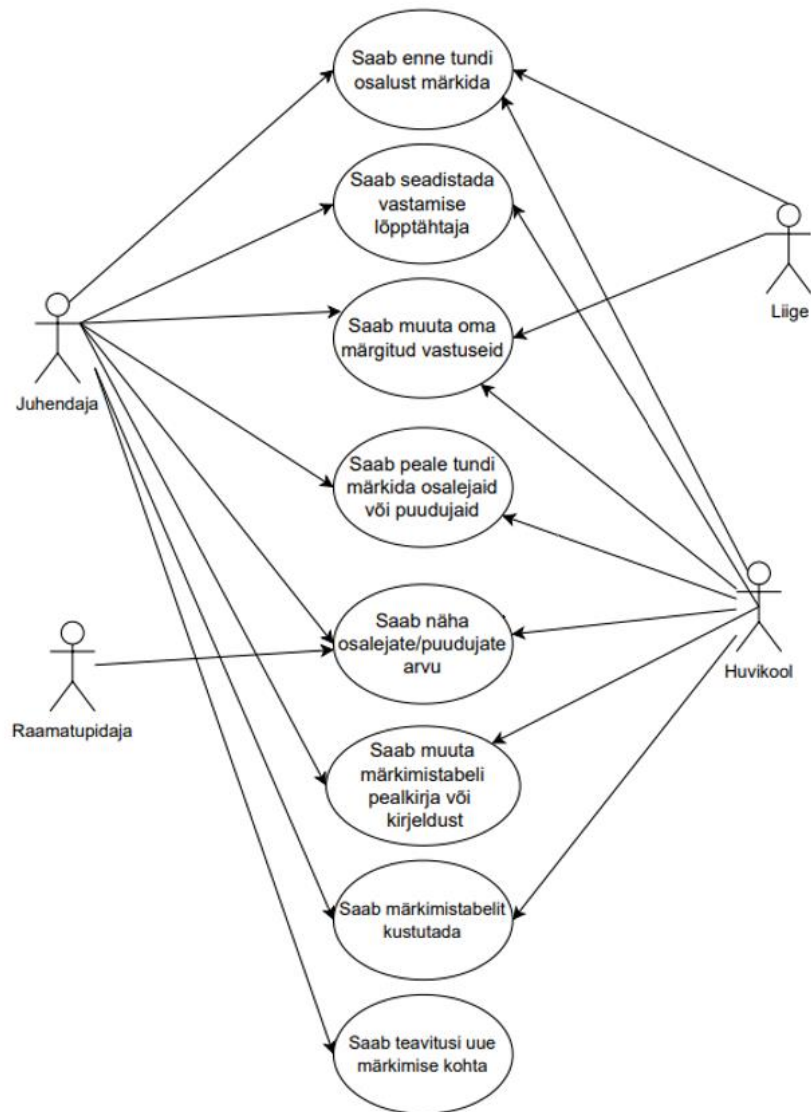 Saab enne tundi
osalust märkida
Saab seadistada
vastamise
lõpptähtaja
Liige
Saab muuta oma
märgitud vastuseid
Juhendaja
Saab peale tundi
märkida osalejaid
või puudujaid
Saab näha
osalejate/puudujate
arvu
Huvikool
Raamatupidaja
Saab muuta
märkimistabeli
pealkirja või
kirjeldust
Saab märkimistabelit
kustutada
Saab teavitusi uue
märkimise kohta